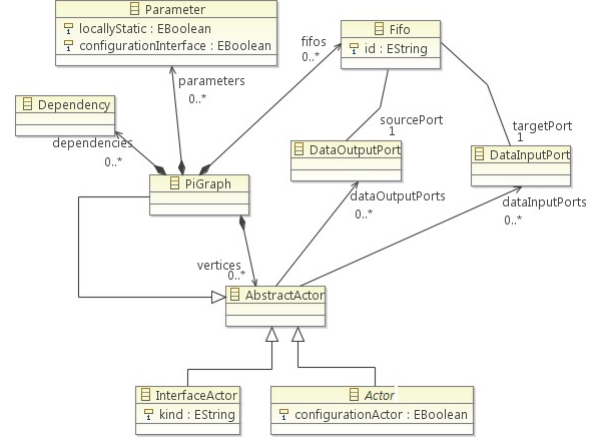 Parameter
locallyStatic : EBoolean
configurationInterface : EBoolean
Fifo
id : EString
fifos
0..*
parameters
0..*
Dependency
dependencies
0..*
sourcePort
1
targetPort
1
DataOutputPort
DataInputPort
PiGraph
dataOutputPorts
0..*
dataInputPorts
0..*
vertices
0..*
AbstractActor
InterfaceActor
kind : EString
Actor
configurationActor : EBoolean